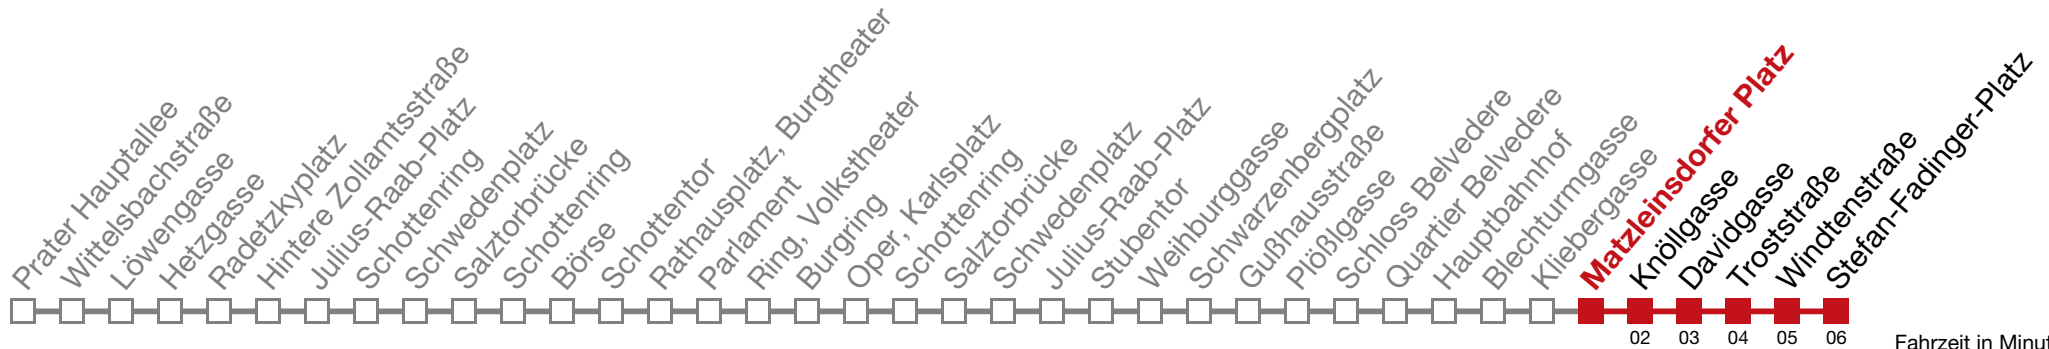 Prater Hauptallee
Wittelsbachstraße
Löwengasse
Hetzgasse
Radetzkyplatz
Hintere Zollamtsstraße
Julius-Raab-Platz
Schottenring
Schwedenplatz
Salztorbrücke
Schottenring
Börse
Schottentor
Rathausplatz, Burgtheater
Parlament
Ring, Volkstheater
Burgring
Oper, Karlsplatz
Schottenring
Salztorbrücke
Schwedenplatz
Julius-Raab-Platz
Stubentor
Weihburggasse
Schwarzenbergplatz
Gußhausstraße
Plößlgasse
Schloss Belvedere
Quartier Belvedere
Hauptbahnhof
Blechturmgasse
Kliebergasse
Matzleinsdorfer Platz
Knöllgasse
Davidgasse
Troststraße
Windtenstraße
Stefan-Fadinger-Platz
02 03 04 05 06
Fahrzeit in Minut